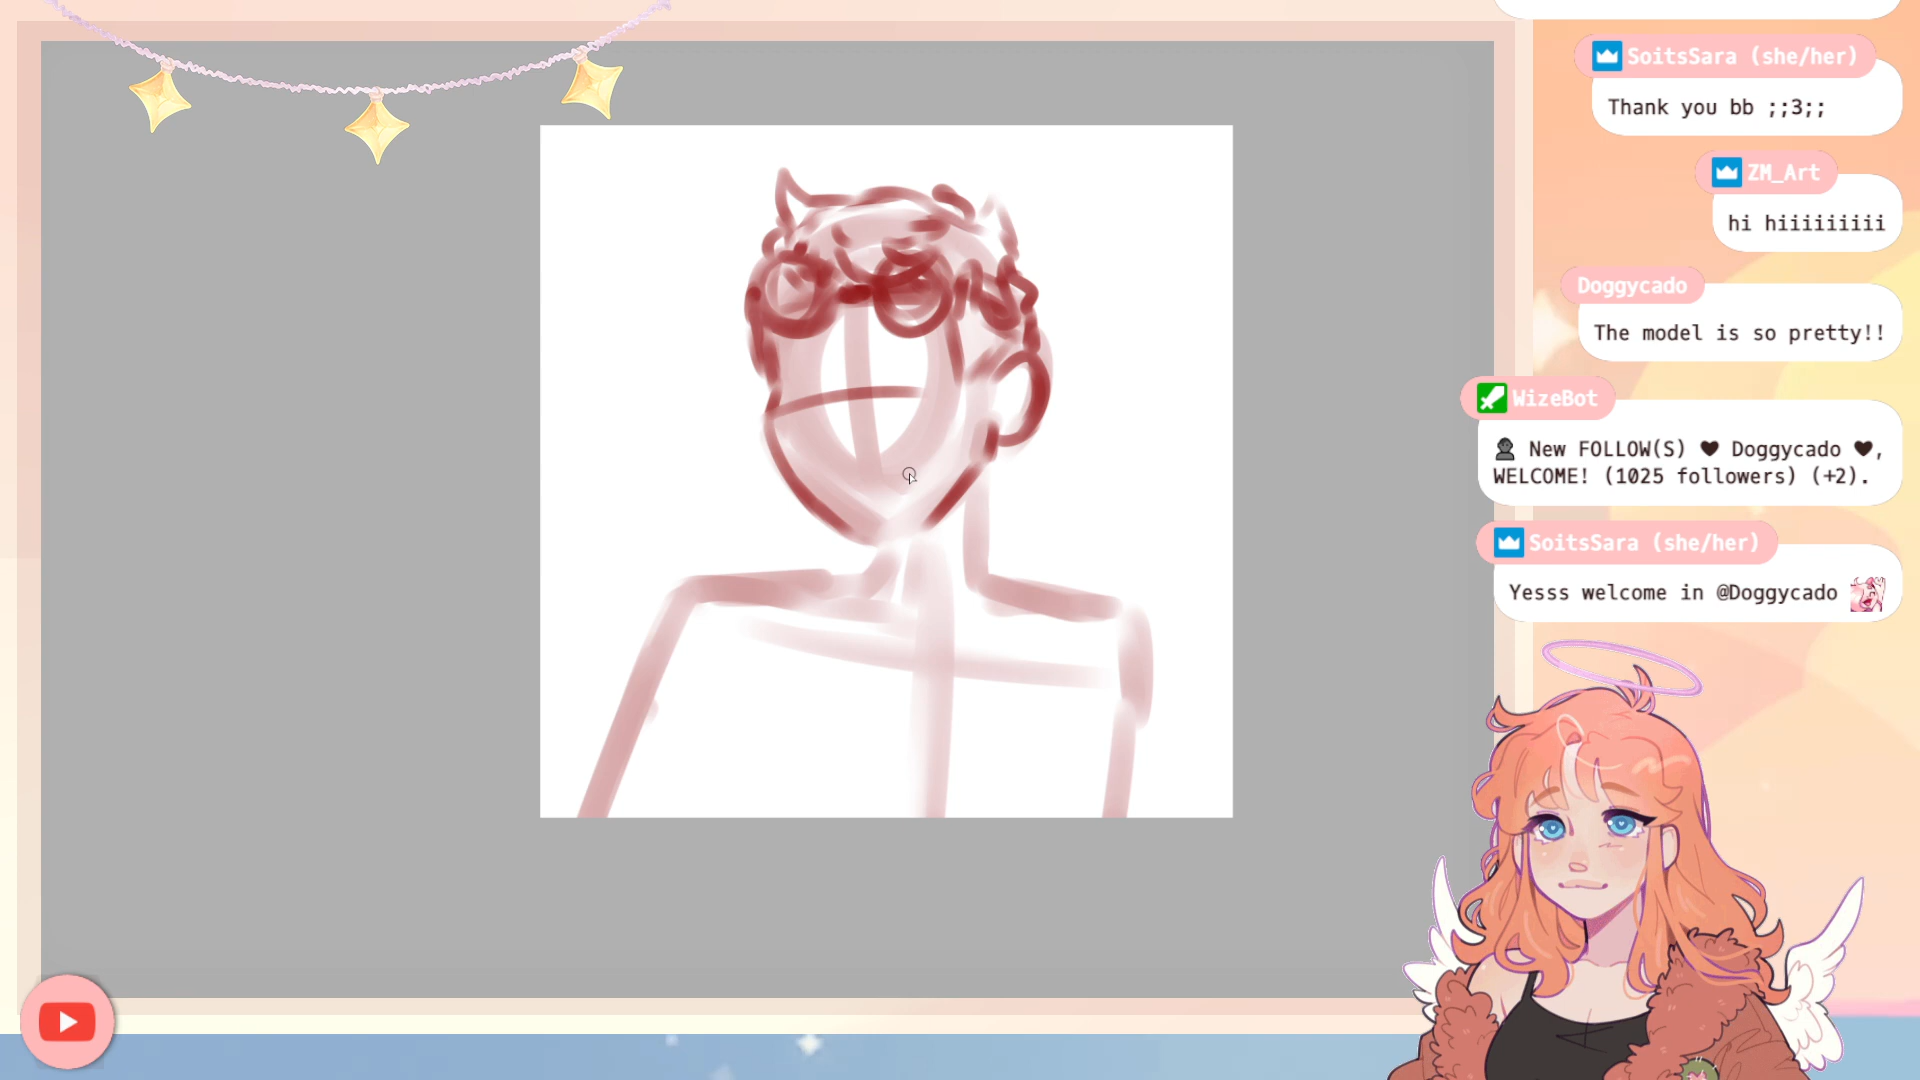 SoitsSara (she/her)
Thank you bb ;;3;;
ZM_Art
hi hiiiiiiiii
Doggycado
The model is so pretty!!
WizeBot
New FOLLOW(S) ♥ Doggycado ♥,
WELCOME! (1025 followers) (+2).
SoitsSara (she/her)
Yesss welcome in @Doggycado